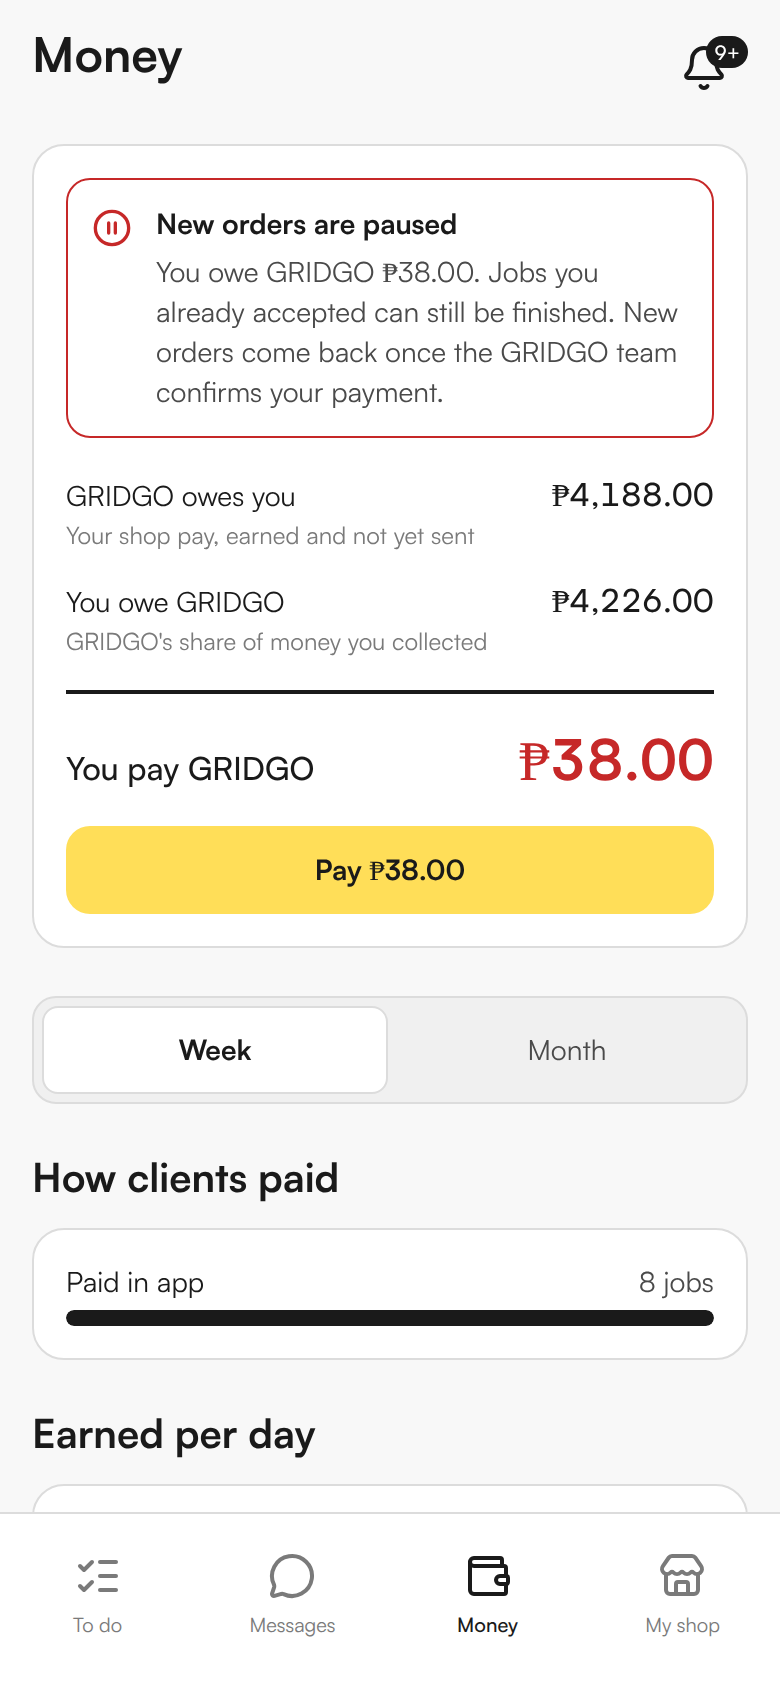 Money
9+
New orders are paused
You owe GRIDGO ₱38.00. Jobs you
already accepted can still be finished. New
orders come back once the GRIDGO team
confirms your payment.
GRIDGO owes you
₱4,188.00
Your shop pay, earned and not yet sent
You owe GRIDGO
₱4,226.00
GRIDGO's share of money you collected
You pay GRIDGO
₱38.00
Pay ₱38.00
Week
Month
How clients paid
Paid in app
8 jobs
Earned per day
To do
Messages
Money
My shop